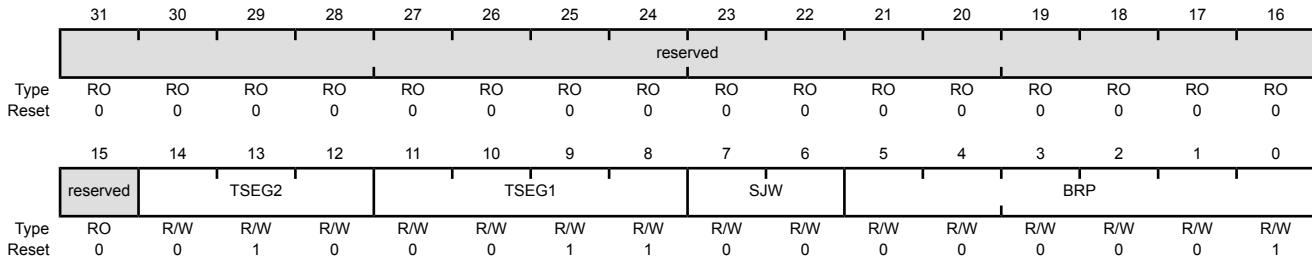 31 30 29 28 27 26 25 24 23 22 21 20 19 18 17 16
reserved
Type RO RO RO RO RO RO RO RO RO RO RO RO RO RO RO RO
Reset 0 0 0 0 0 0 0 0 0 0 0 0 0 0 0 0
15 14 13 12 11 10 9 8 7 6 5 4 3 2 1 0
reserved TSEG2 TSEG1 SJW BRP
Type RO R/W R/W R/W R/W R/W R/W R/W R/W R/W R/W R/W R/W R/W R/W R/W
Reset 0 0 1 0 0 0 1 1 0 0 0 0 0 0 0 1